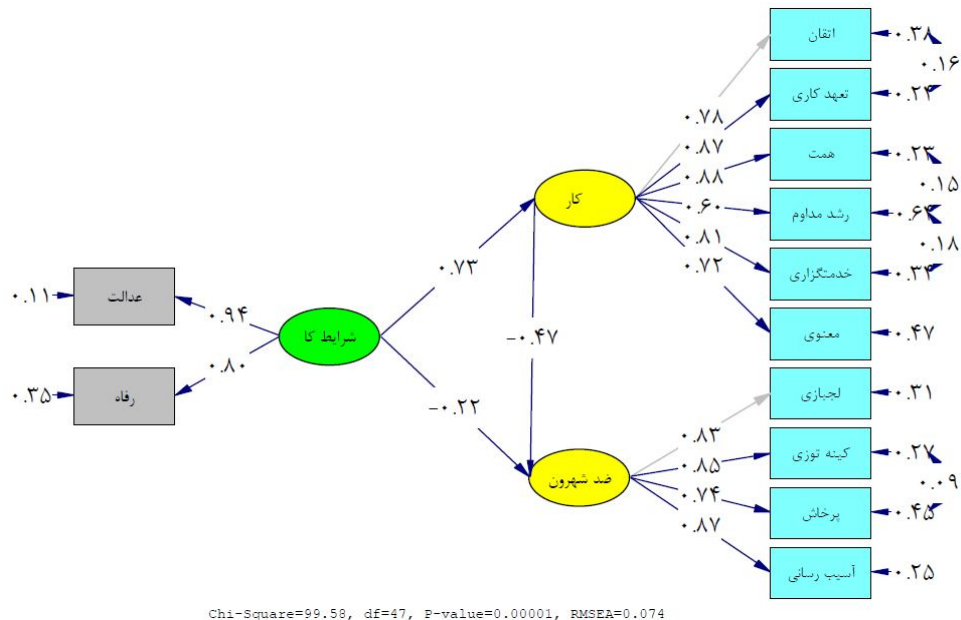 اتقان
۰.۳۸
۰.۱۶
تعهد کاری
۰.۲۴
۰.۷۸
۰.۸۷
همت
۰.۲۳
۰.۸۸
۰.۱۵
کار
رشد مداوم
۰.۶۴
۰.۶۰
۰.۱۸
۰.۸۱
خدمتگزاری
۰.۳۴
۰.۷۲
۰.۷۳
عدالت
۰.۱۱
۰.۹۴
شرایط کا
−۰.۴۷
معنوی
۰.۴۷
۰.۸۰
رفاه
۰.۳۵
−۰.۲۲
لجبازی
۰.۳۱
۰.۸۳
کینه توزی
۰.۲۷
۰.۸۵
ضد شهرون
۰.۰۹
۰.۷۴
پرخاش
۰.۴۵
۰.۸۷
آسیب رسانی
۰.۲۵
Chi-Square=99.58, df=47, P-value=0.00001, RMSEA=0.074